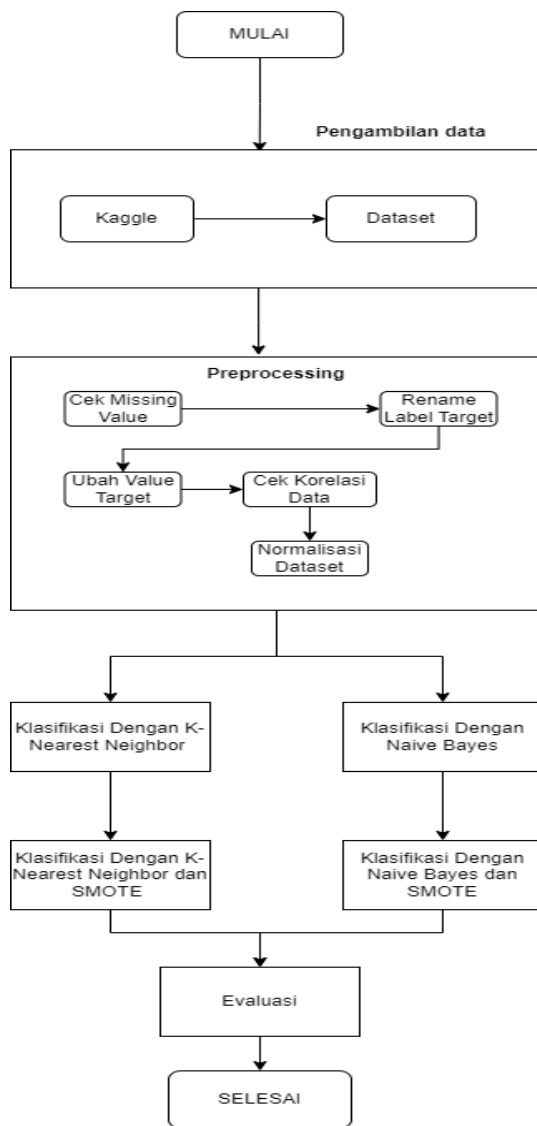 MULAI
Pengambilan data
Kaggle
Dataset
Preprocessing
Cek Missing
Value
Rename
Label Target
Ubah Value
Target
Cek Korelasi
Data
Normalisasi
Dataset
Klasifikasi Dengan K-
Nearest Neighbor
Klasifikasi Dengan
Naive Bayes
Klasifikasi Dengan K-
Nearest Neighbor dan
SMOTE
Klasifikasi Dengan
Naive Bayes dan
SMOTE
Evaluasi
SELESAI